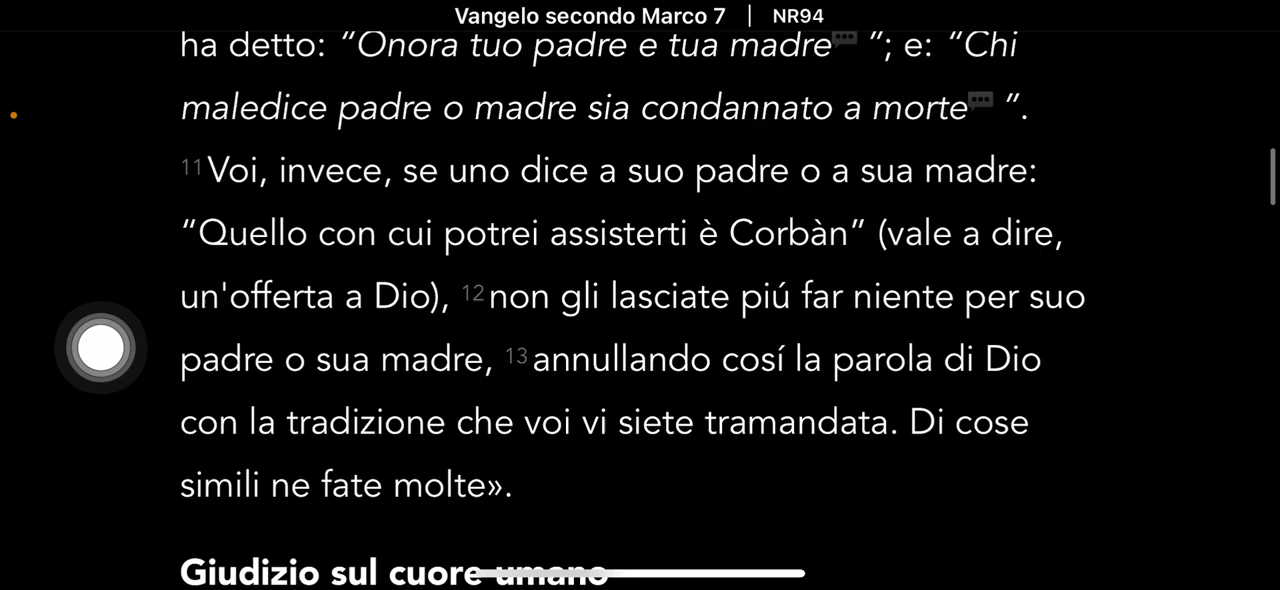 Vangelo secondo Marco 7 | NR94
ha detto: “Onora tuo padre e tua madre ”; e: “Chi
maledice padre o madre sia condannato a morte ”.
11 Voi, invece, se uno dice a suo padre o a sua madre:
“Quello con cui potrei assisterti è Corbàn” (vale a dire,
un'offerta a Dio), 12 non gli lasciate piú far niente per suo
padre o sua madre, 13 annullando cosí la parola di Dio
con la tradizione che voi vi siete tramandata. Di cose
simili ne fate molte».
Giudizio sul cuore umano